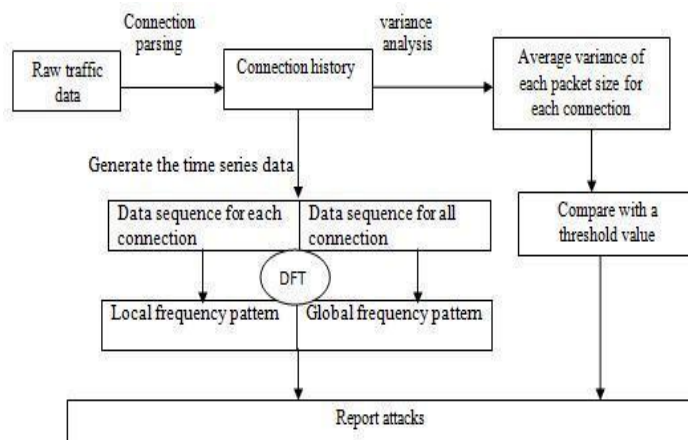 Connection
parsing
variance
analysis
Raw traffic
data
Connection history
Average variance of
each packet size for
each connection
Generate the time series data
Data sequence for each
connection
Data sequence for all
connection
Compare with a
threshold value
DFT
Local frequency pattern
Global frequency pattern
Report attacks